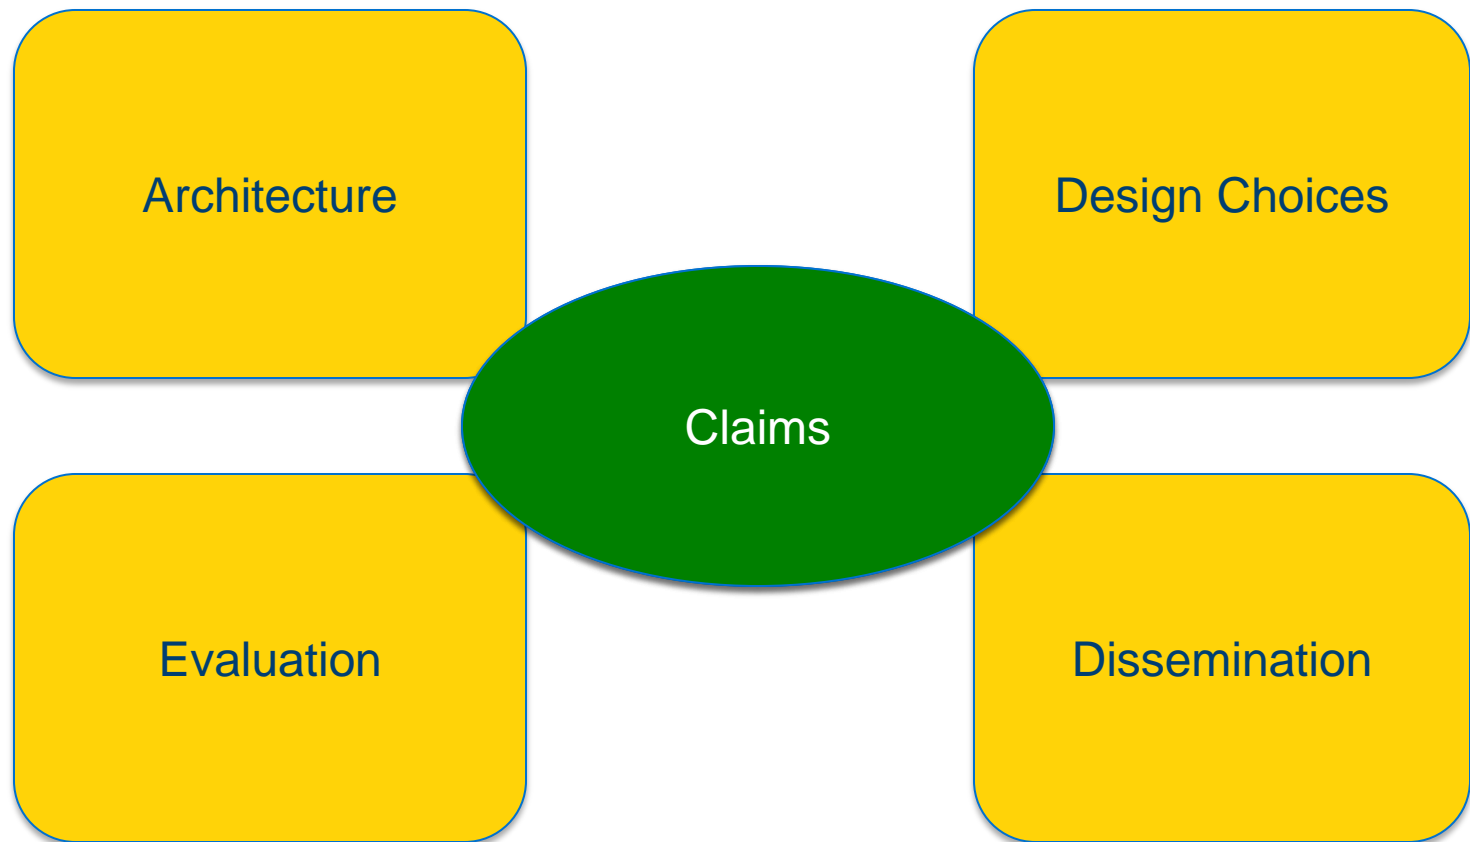 Architecture
Design Choices
Claims
Evaluation
Dissemination